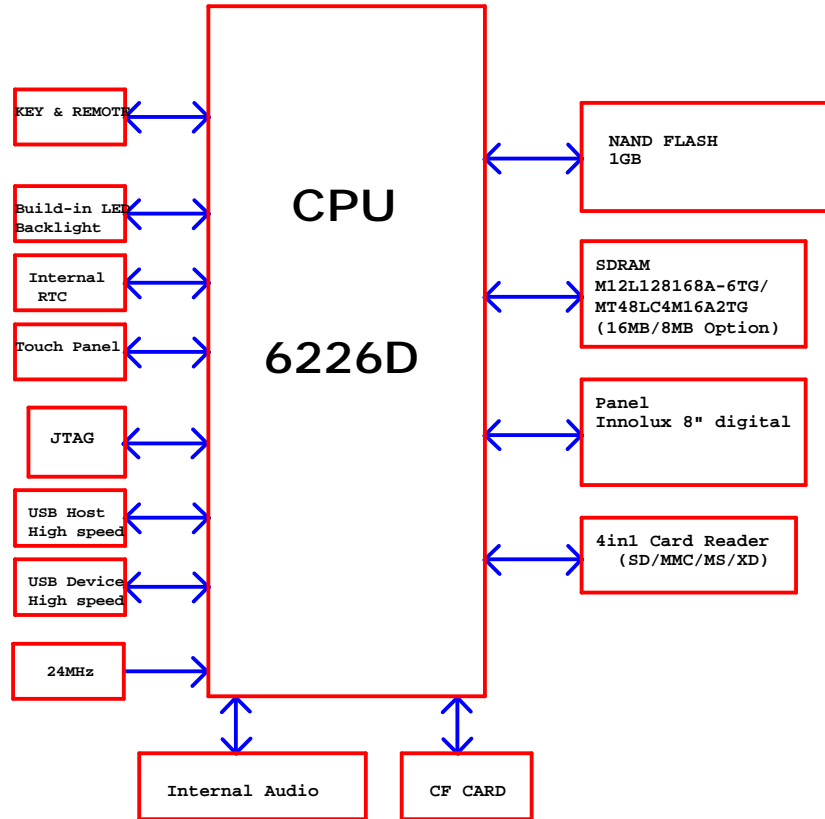 KEY & REMOTE
Build-in LED
Backlight
Internal
RTC
Touch Panel
JTAG
USB Host
High speed
USB Device
High speed
24MHz
CPU
6226D
NAND FLASH
1GB
SDRAM
M12L128168A-6TG/
MT48LC4M16A2TG
(16MB/8MB Option)
Panel
Innolux 8" digital
4in1 Card Reader
(SD/MMC/MS/XD)
Internal Audio
CF CARD